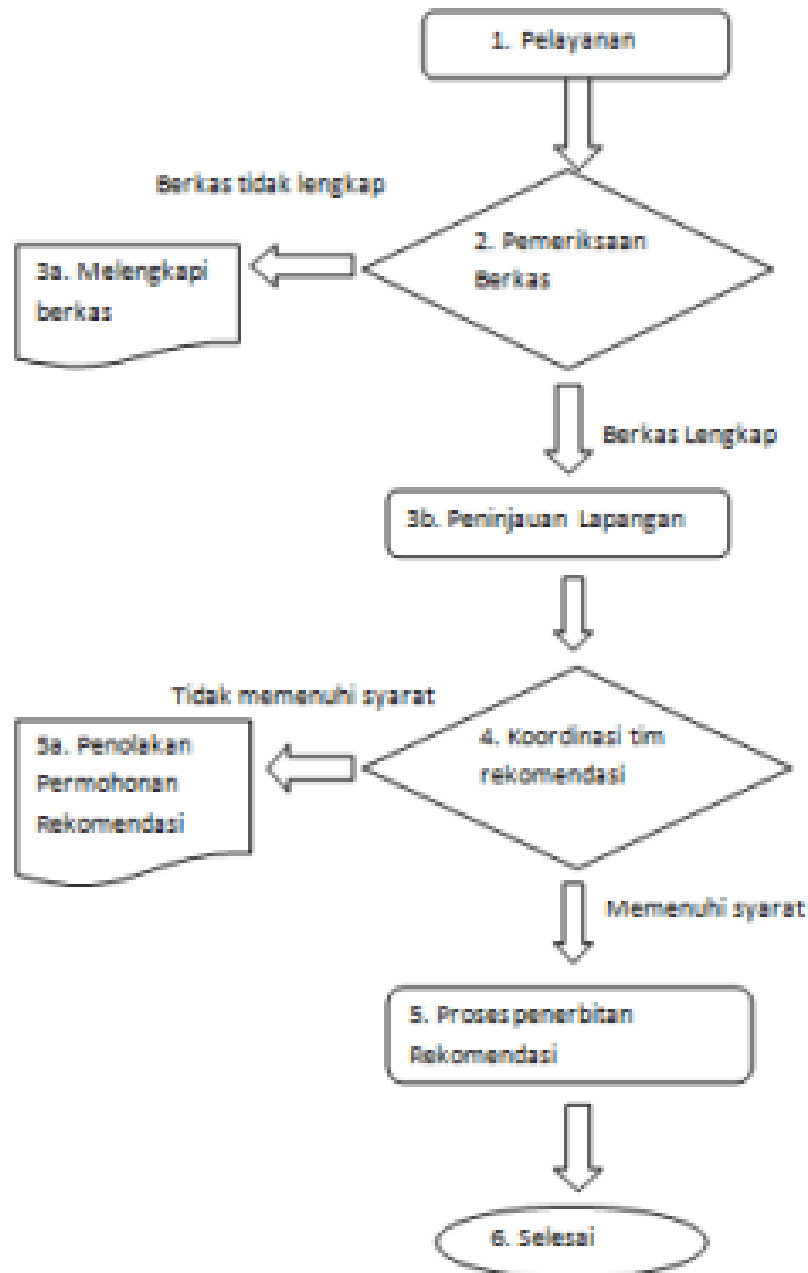 1. Pelayanan
Berkas tidak lengkap
2. Pemeriksaan
Berkas
3a. Melengkapi
berkas
Berkas Lengkap
3b. Peninjauan Lapangan
Tidak memenuhi syarat
4. Koordinasi tim
rekomendasi
5a. Penolakan
Permohonan
Rekomendasi
Memenuhi syarat
5. Proses penerbitan
Rekomendasi
6. Selesai